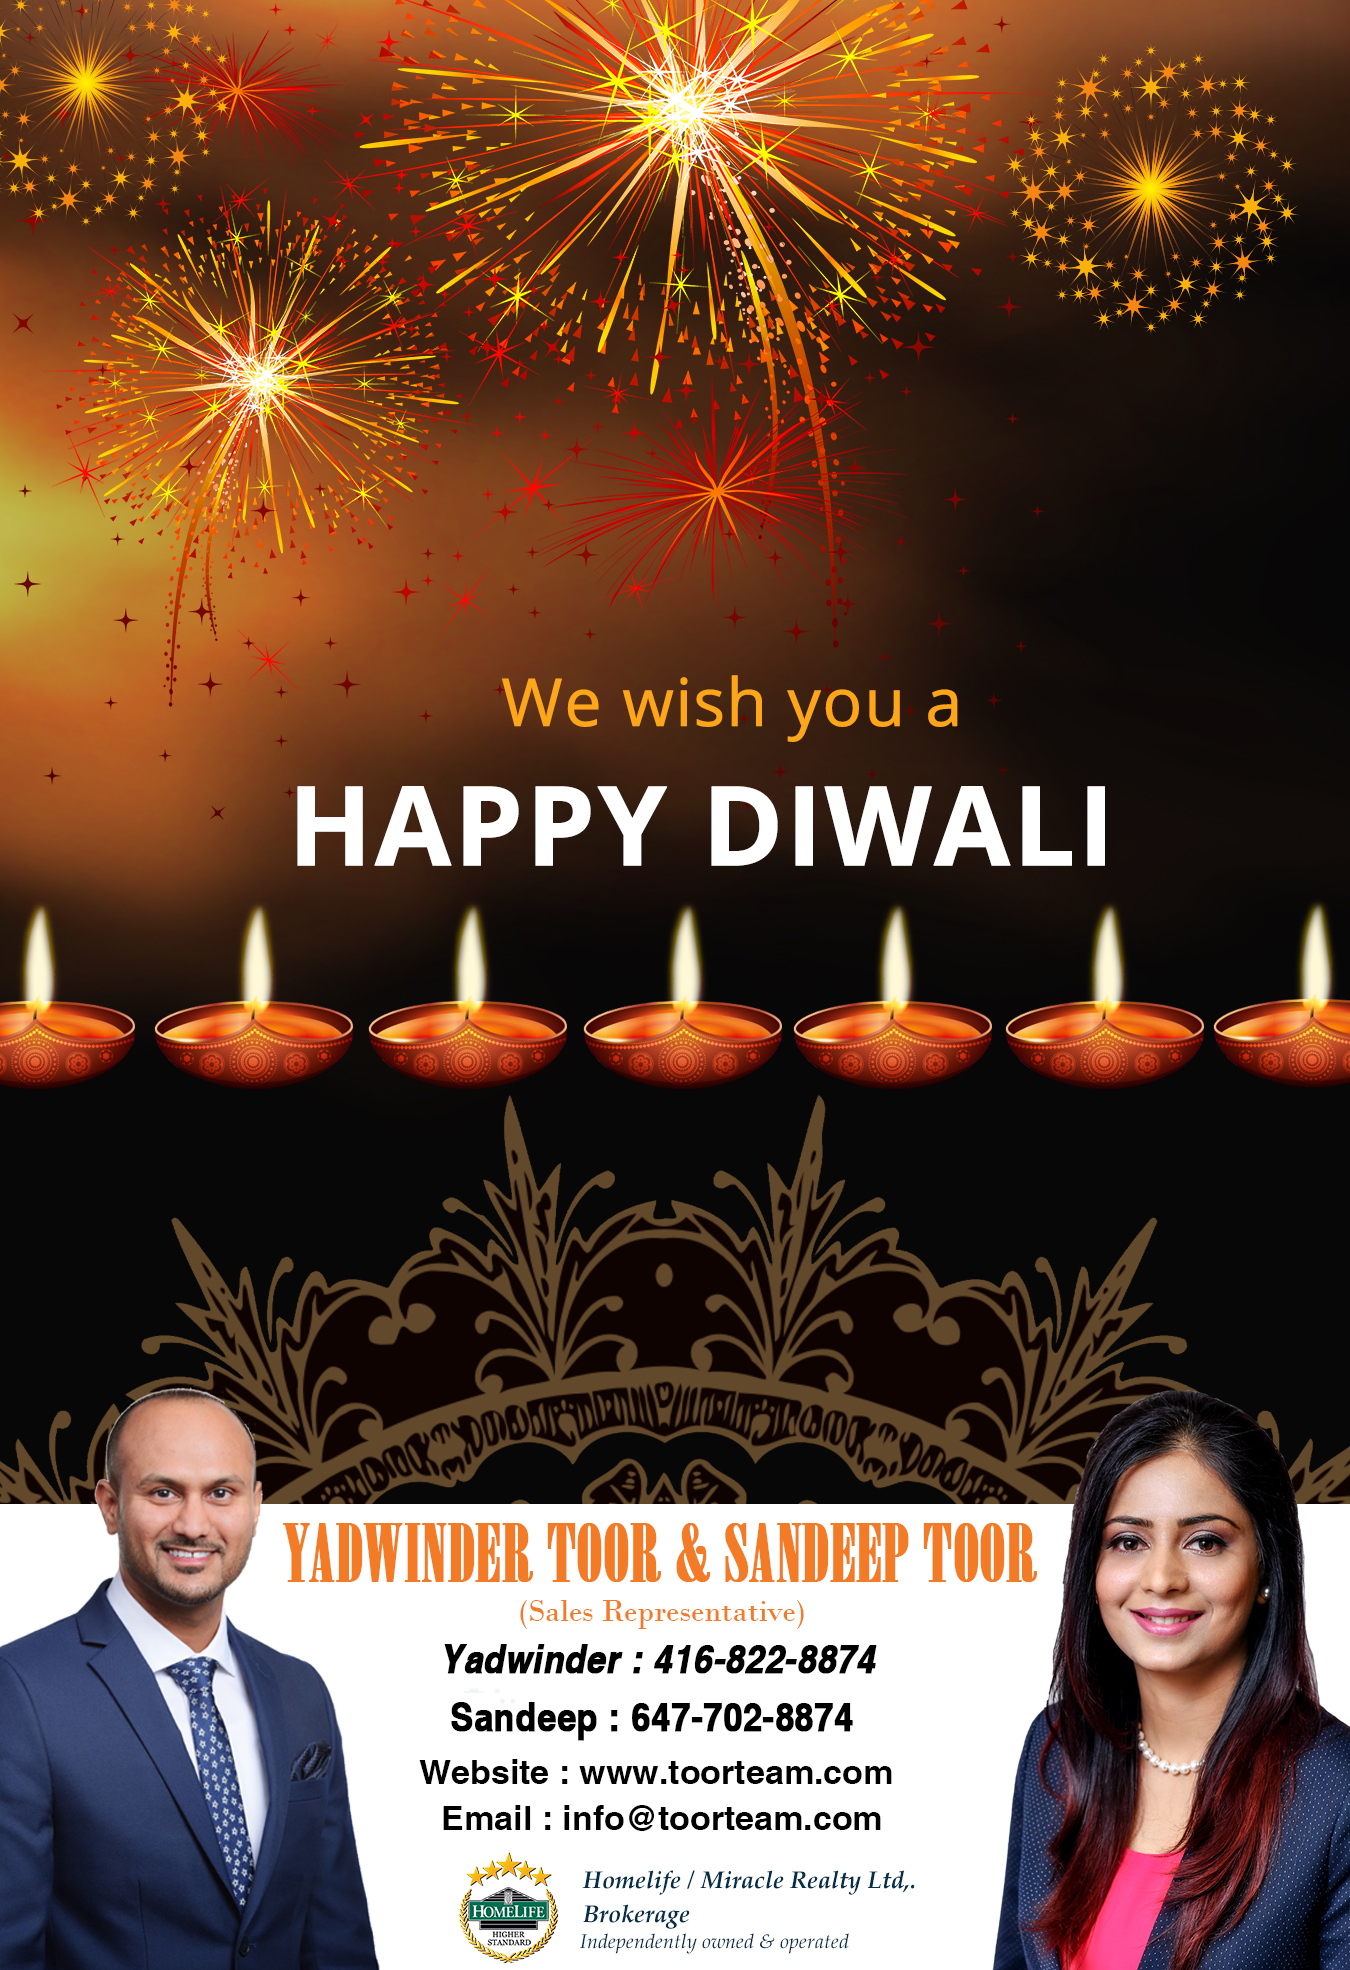 We wish you a
HAPPY DIWALI
YADWINDER TOOR & SANDEEP TOOR
(Sales Representative)
Yadwinder : 416-822-8874
Sandeep : 647-702-8874
Website : www.toorteam.com
Email : info@toorteam.com
HOMELIFE
HIGHER
STANDARD
Homelife / Miracle Realty Ltd,.
Brokerage
Independently owned & operated